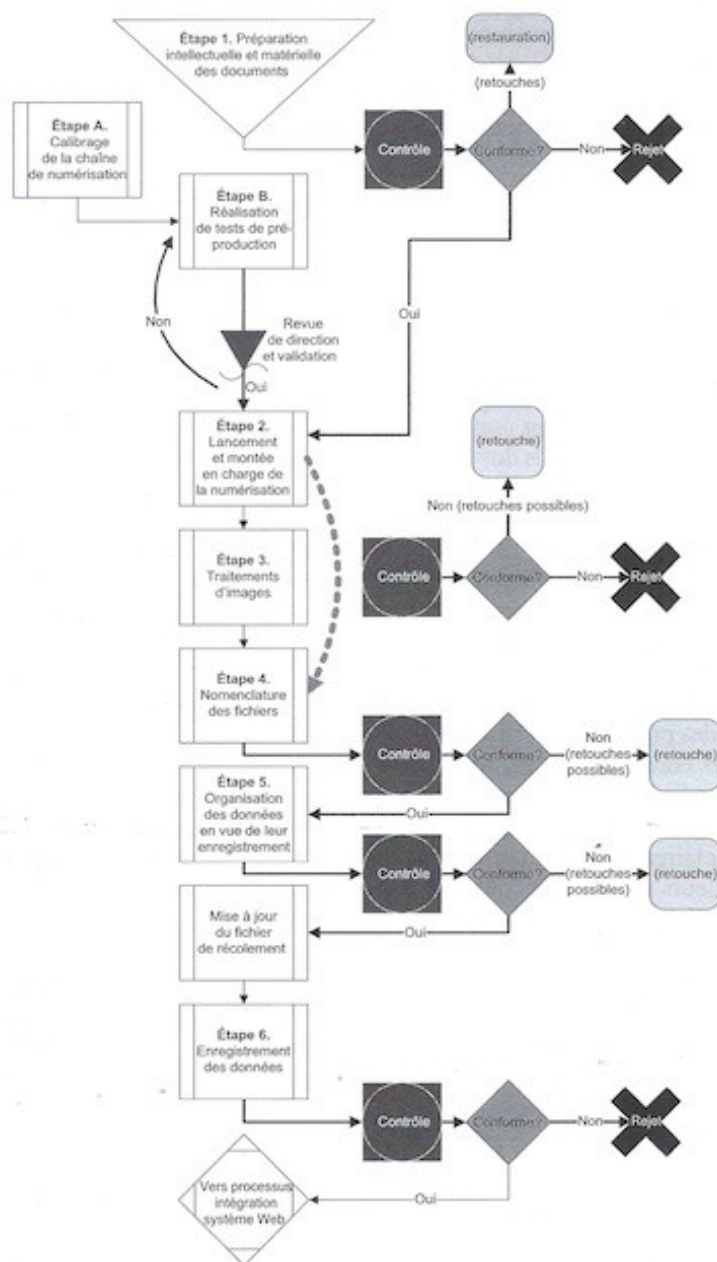 Étape 1. Préparation
intellectuelle et matérielle
des documents
(restauration)
(retouches)
Contrôle
Conforme?
Non
Rejet
Étape A.
Calibrage
de la chaîne
de numérisation
Étape B.
Réalisation
de tests de pré-
production
Oui
Non
Revue
de direction
et validation
Oui
Étape 2.
Lancement
et montée
en charge de
la numérisation
(retouche)
Non (retouches possibles)
Étape 3.
Traitements
d'images
Contrôle
Conforme?
Non
Rejet
Étape 4.
Nomenclature
des fichiers
Contrôle
Conforme?
Non
(retouches
possibles)
(retouche)
Étape 5.
Organisation
des données
en vue de leur
enregistrement
Oui
Contrôle
Conforme?
Non
(retouches
possibles)
(retouche)
Mise à jour
du fichier
de récolement
Oui
Étape 6.
Enregistrement
des données
Contrôle
Conforme?
Non
Rejet
Vers processus
intégration
système Web
Oui